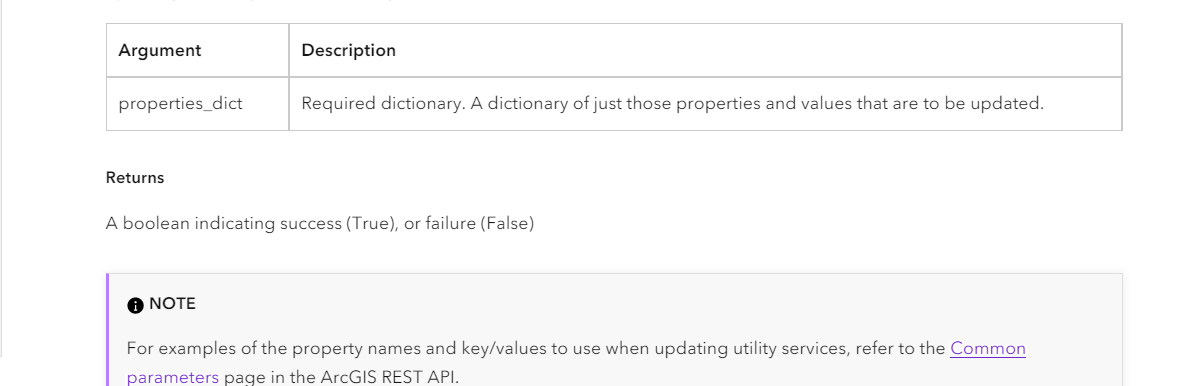 Argument Description
properties_dict Required dictionary. A dictionary of just those properties and values that are to be updated.
Returns
A boolean indicating success (True), or failure (False)
NOTE
For examples of the property names and key/values to use when updating utility services, refer to the Common
parameters page in the ArcGIS REST API.